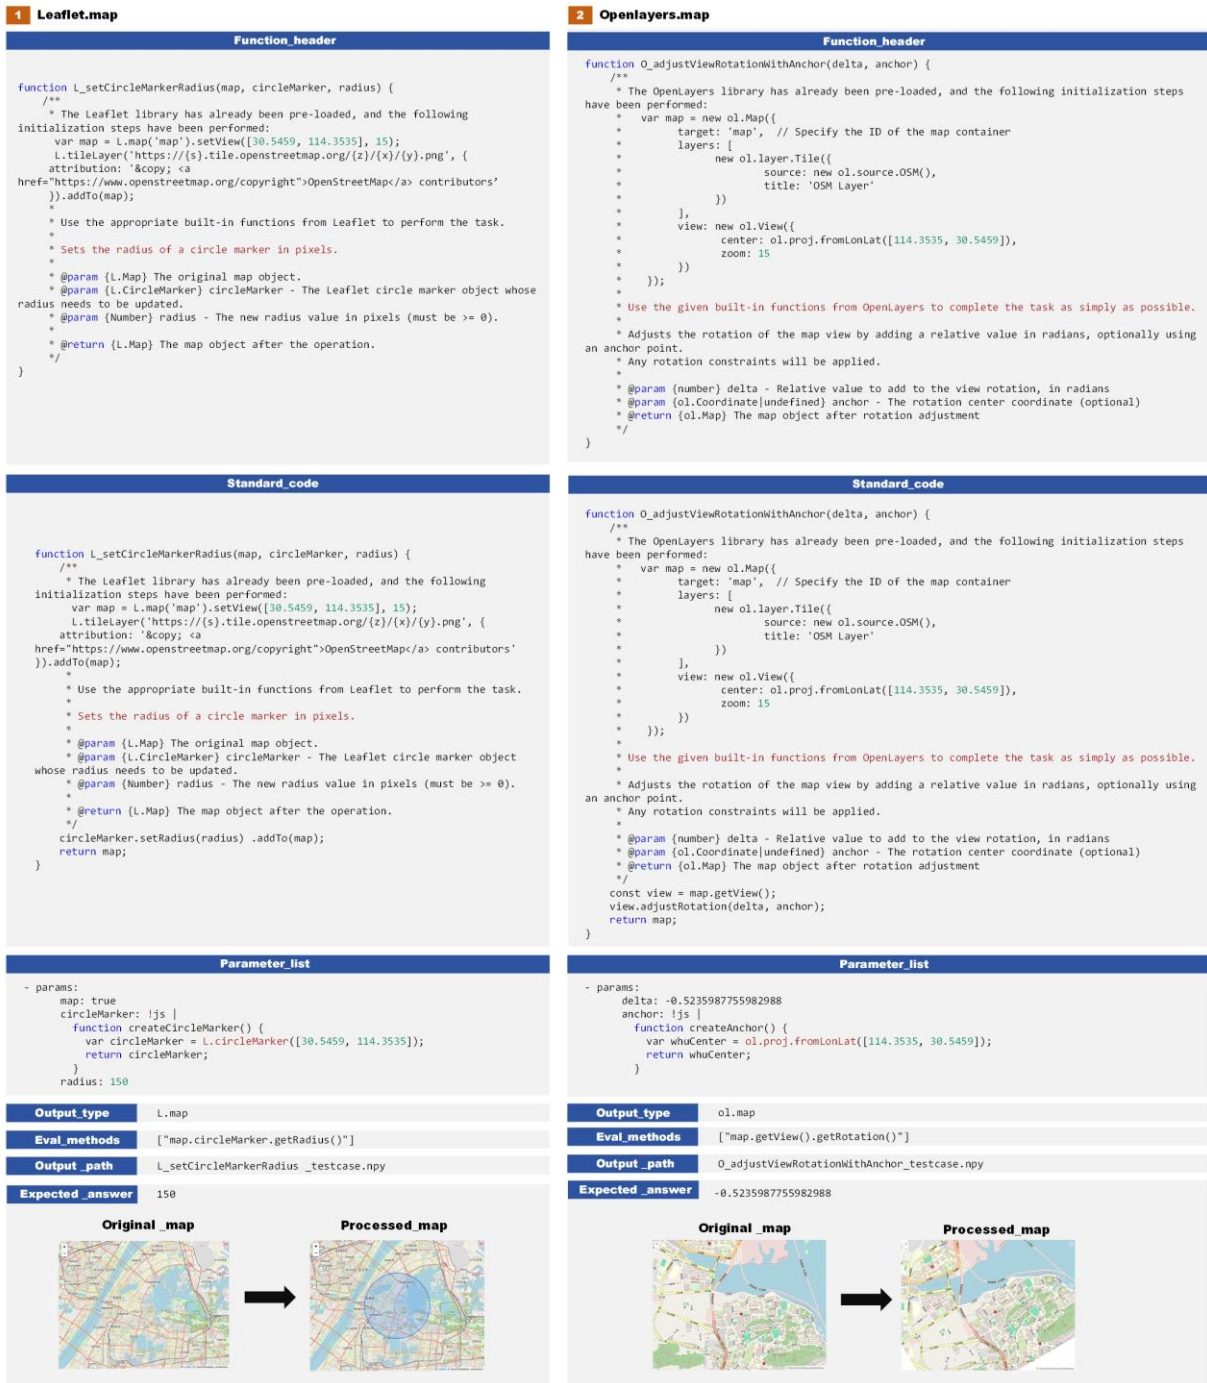 1 Leaflet.map
Function_header
function L_setCircleMarkerRadius(map, circleMarker, radius) {
/**
* The Leaflet library has already been pre-loaded, and the following
initialization steps have been performed:
var map = L.map('map').setView([30.5459, 114.3535], 15);
L.tileLayer('https://{s}.tile.openstreetmap.org/{z}/{x}/{y}.png', {
attribution: '&copy; <a
href="https://www.openstreetmap.org/copyright">OpenStreetMap</a> contributors’
}).addTo(map);
*
* Use the appropriate built-in functions from Leaflet to perform the task.
*
* Sets the radius of a circle marker in pixels.
*
* @param {L.Map} The original map object.
* @param {L.CircleMarker} circleMarker - The Leaflet circle marker object whose
radius needs to be updated.
* @param {Number} radius - The new radius value in pixels (must be >= 0).
*
* @return {L.Map} The map object after the operation.
*/
}
Standard_code
function L_setCircleMarkerRadius(map, circleMarker, radius) {
/**
* The Leaflet library has already been pre-loaded, and the following
initialization steps have been performed:
var map = L.map('map').setView([30.5459, 114.3535], 15);
L.tileLayer('https://{s}.tile.openstreetmap.org/{z}/{x}/{y}.png', {
attribution: '&copy; <a
href="https://www.openstreetmap.org/copyright">OpenStreetMap</a> contributors'
}).addTo(map);
*
* Use the appropriate built-in functions from Leaflet to perform the task.
*
* Sets the radius of a circle marker in pixels.
*
* @param {L.Map} The original map object.
* @param {L.CircleMarker} circleMarker - The Leaflet circle marker object
whose radius needs to be updated.
* @param {Number} radius - The new radius value in pixels (must be >= 0).
*
* @return {L.Map} The map object after the operation.
*/
circleMarker.setRadius(radius) .addTo(map);
return map;
}
Parameter_list
- params:
map: true
circleMarker: !js |
function createCircleMarker() {
var circleMarker = L.circleMarker([30.5459, 114.3535]);
return circleMarker;
}
radius: 150
Output_type L.map
Eval_methods ["map.circleMarker.getRadius()"]
Output _path L_setCircleMarkerRadius _testcase.npy
Expected _answer 150
Original _map Processed_map
2 Openlayers.map
Function_header
function O_adjustViewRotationWithAnchor(delta, anchor) {
/**
* The OpenLayers library has already been pre-loaded, and the following initialization steps
have been performed:
* var map = new ol.Map({
* target: 'map', // Specify the ID of the map container
* layers: [
* new ol.layer.Tile({
* source: new ol.source.OSM(),
* title: 'OSM Layer'
* })
* ],
* view: new ol.View({
* center: ol.proj.fromLonLat([114.3535, 30.5459]),
* zoom: 15
* })
* });
*
* Use the given built-in functions from OpenLayers to complete the task as simply as possible.
*
* Adjusts the rotation of the map view by adding a relative value in radians, optionally using
an anchor point.
* Any rotation constraints will be applied.
*
* @param {number} delta - Relative value to add to the view rotation, in radians
* @param {ol.Coordinate|undefined} anchor - The rotation center coordinate (optional)
* @return {ol.Map} The map object after rotation adjustment
*/
}
Standard_code
function O_adjustViewRotationWithAnchor(delta, anchor) {
/**
* The OpenLayers library has already been pre-loaded, and the following initialization steps
have been performed:
* var map = new ol.Map({
* target: 'map', // Specify the ID of the map container
* layers: [
* new ol.layer.Tile({
* source: new ol.source.OSM(),
* title: 'OSM Layer'
* })
* ],
* view: new ol.View({
* center: ol.proj.fromLonLat([114.3535, 30.5459]),
* zoom: 15
* })
* });
*
* Use the given built-in functions from OpenLayers to complete the task as simply as possible.
*
* Adjusts the rotation of the map view by adding a relative value in radians, optionally using
an anchor point.
* Any rotation constraints will be applied.
*
* @param {number} delta - Relative value to add to the view rotation, in radians
* @param {ol.Coordinate|undefined} anchor - The rotation center coordinate (optional)
* @return {ol.Map} The map object after rotation adjustment
*/
const view = map.getView();
view.adjustRotation(delta, anchor);
return map;
}
Parameter_list
- params:
delta: -0.5235987755982988
anchor: !js |
function createAnchor() {
var whuCenter = ol.proj.fromLonLat([114.3535, 30.5459]);
return whuCenter;
}
Output_type ol.map
Eval_methods ["map.getView().getRotation()"]
Output _path O_adjustViewRotationWithAnchor_testcase.npy
Expected _answer -0.5235987755982988
Original _map Processed_map